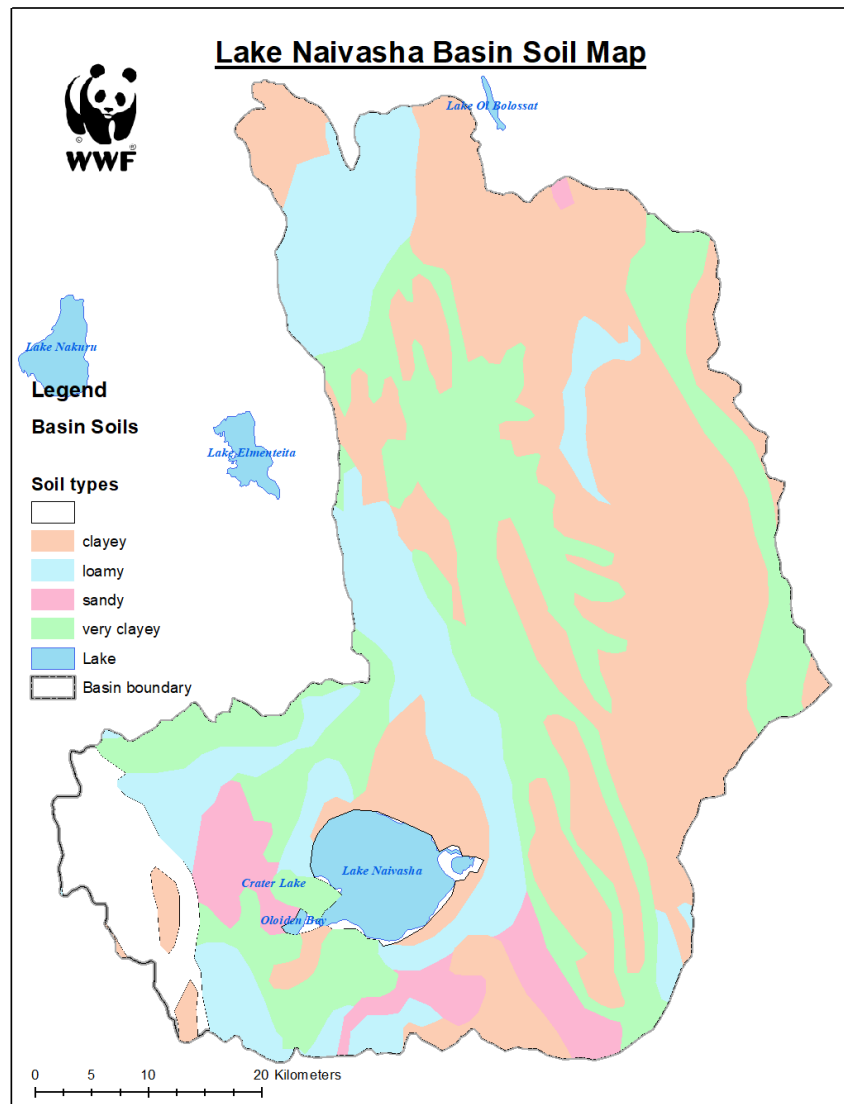 Lake Naivasha Basin Soil Map
WWF
Lake Ol Bolossat
Lake Nakuru
Legend
Basin Soils
Lake Elmenteita
Soil types
clayey
loamy
sandy
very clayey
Lake
Basin boundary
Lake Naivasha
Crater Lake
Oloiden Bay
0 5 10 20 Kilometers